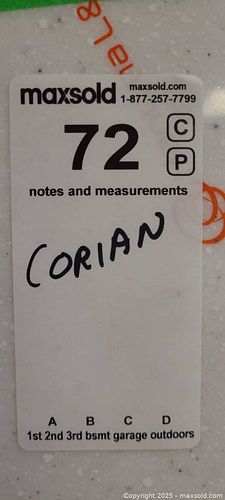 maxsold maxsold.com
1-877-257-7799
72 C
P
notes and measurements
CORIAN
A B C D
1st 2nd 3rd bsmt garage outdoors
Copyright 2025 - maxsold.com